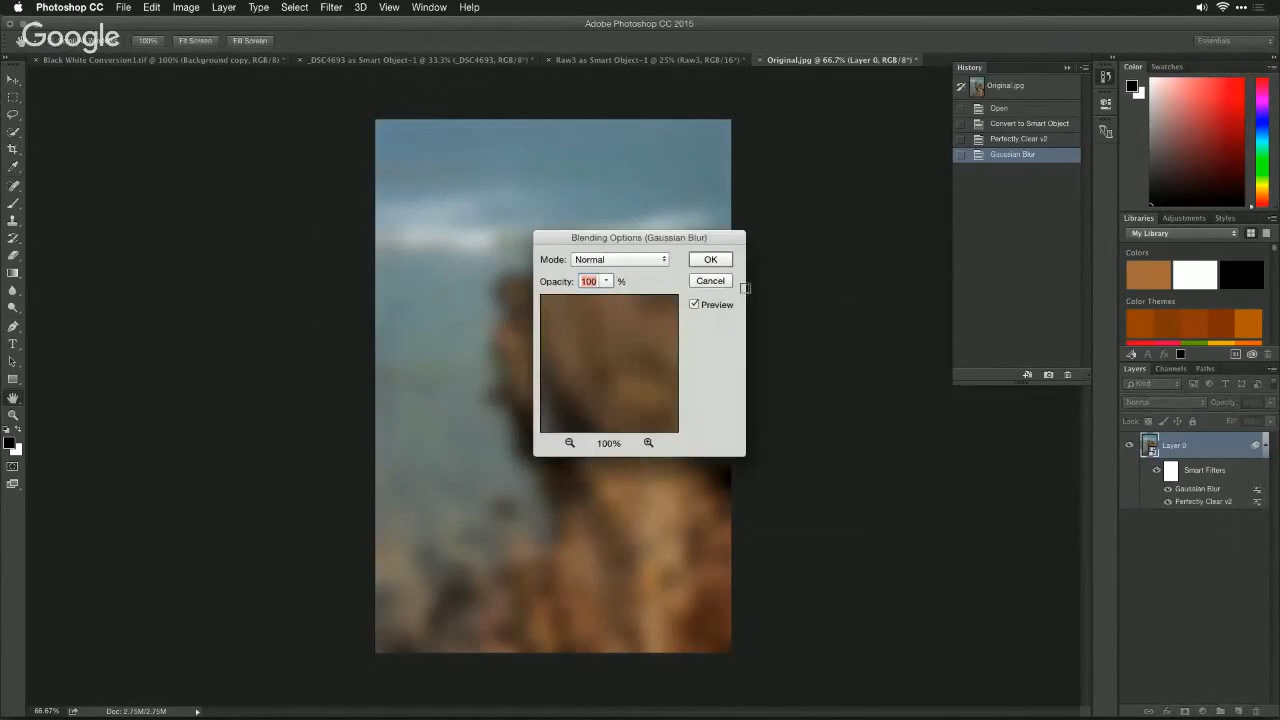 Photoshop CC File Edit Image Layer Type Select Filter 3D View Window Help
Adobe Photoshop CC 2015
Google
100% Fit Screen Fill Screen Essentials
Black White Conversion1.tif @ 100% (Background copy, RGB/8) * _DSC4693 as Smart Object-1 @ 33.3% (_DSC4693, RGB/8*) * Raw3 as Smart Object-1 @ 25% (Raw3, RGB/16*) * Original.jpg @ 66.7% (Layer 0, RGB/8*) *
History
Original.jpg
Open
Convert to Smart Object
Perfectly Clear v2
Gaussian Blur
Color Swatches
Libraries Adjustments Styles
My Library
Colors
Color Themes
Layers Channels Paths
Kind
Normal Opacity:
Lock: Fill:
Layer 0
Smart Filters
Gaussian Blur
Perfectly Clear v2
Blending Options (Gaussian Blur)
Mode: Normal OK
Opacity: 100 % Cancel
Preview
100%
66.67% Doc: 2.75M/2.75M